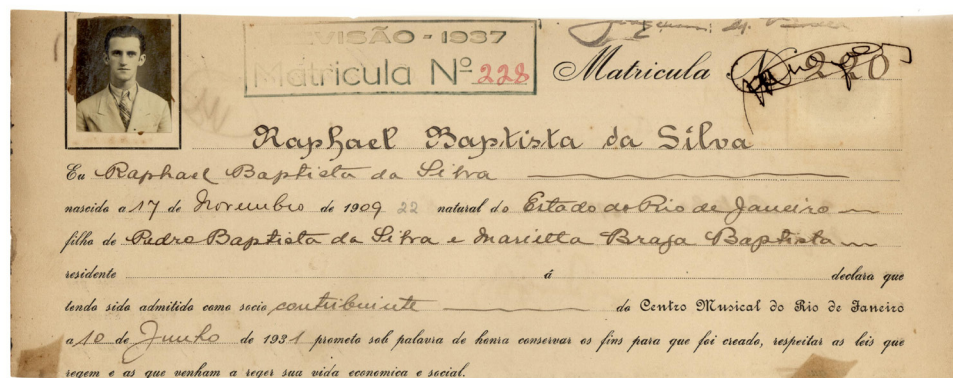 VISÃO - 1937
Matricula Nº 228
Matricula
Raphael Baptista da Silva
Eu Raphael Baptista da Silva
nascido a 17 de Novembro de 1909 22 natural do Estado do Rio de Janeiro
filho de Pedro Baptista da Silva e Marietta Braga Baptista
residente á declara que
tendo sido admitido como socio contribuinte do Centro Musical do Rio de Janeiro
a 10 de Junho de 1931 prometo sob palavra de honra conservar os fins para que foi creado, respeitar as leis que
regem e as que venham a reger sua vida economica e social.